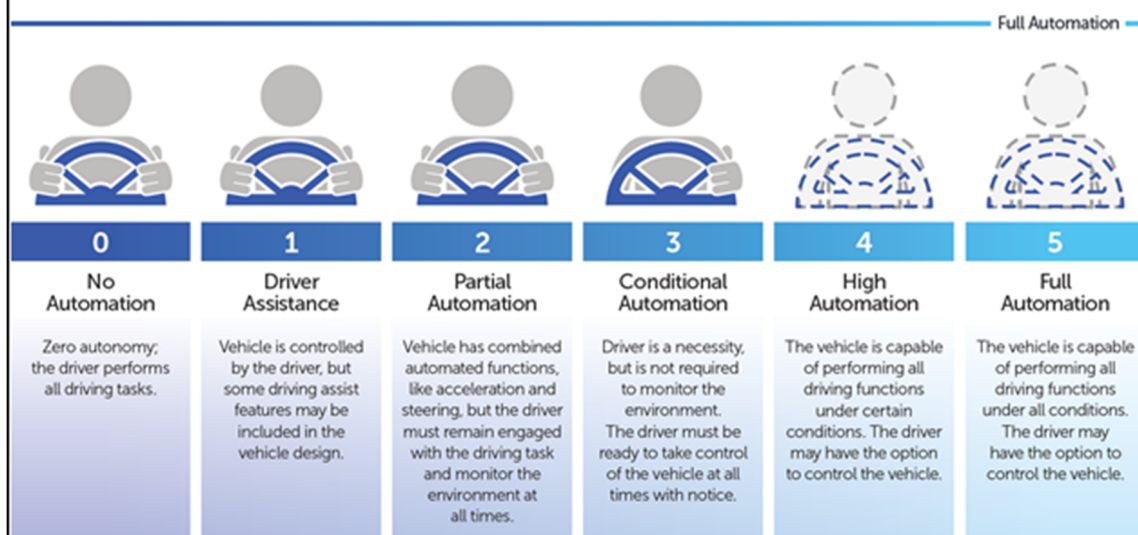 Full Automation
0
No
Automation
Zero autonomy;
the driver performs
all driving tasks.
1
Driver
Assistance
Vehicle is controlled
by the driver, but
some driving assist
features may be
included in the
vehicle design.
2
Partial
Automation
Vehicle has combined
automated functions,
like acceleration and
steering, but the driver
must remain engaged
with the driving task
and monitor the
environment at
all times.
3
Conditional
Automation
Driver is a necessity,
but is not required
to monitor the
environment.
The driver must be
ready to take control
of the vehicle at all
times with notice.
4
High
Automation
The vehicle is capable
of performing all
driving functions
under certain
conditions. The driver
may have the option
to control the vehicle.
5
Full
Automation
The vehicle is capable
of performing all
driving functions
under all conditions.
The driver may
have the option to
control the vehicle.